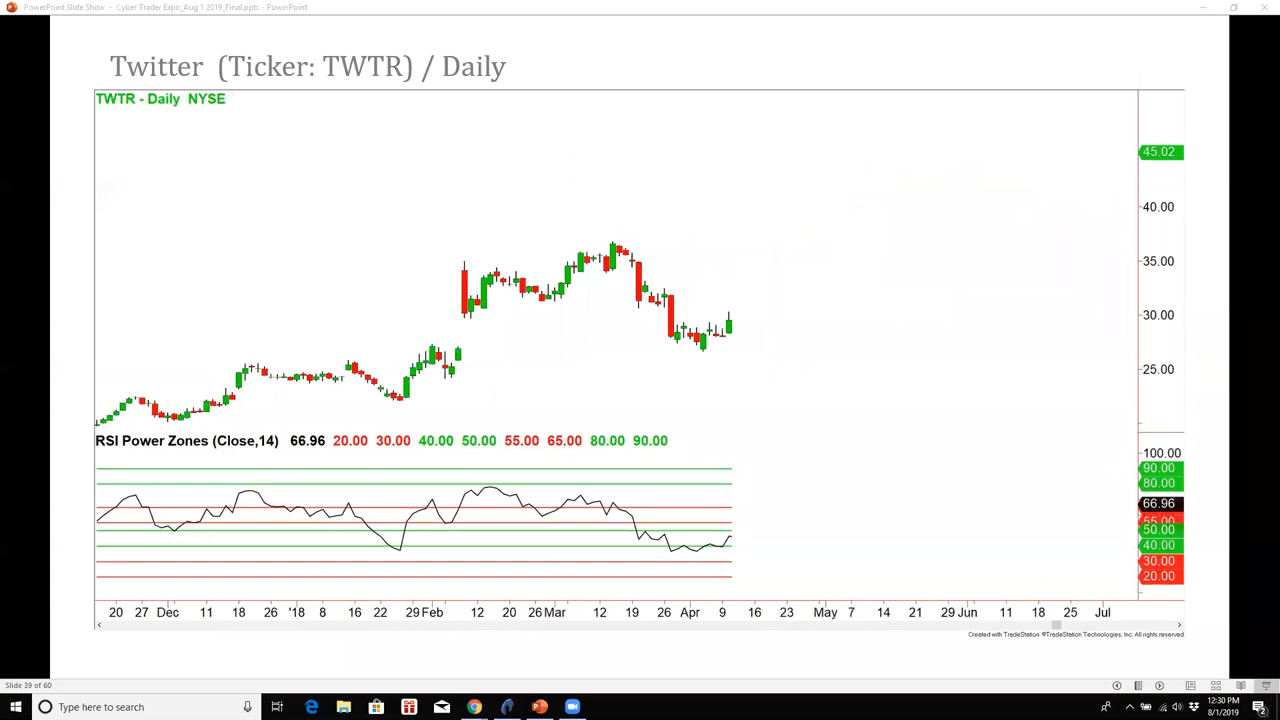 PowerPoint Slide Show - Cyber Trader Expo_Aug 1 2019_Final.pptx - PowerPoint
Twitter (Ticker: TWTR) / Daily
TWTR - Daily NYSE
45.02
40.00
35.00
30.00
25.00
RSI Power Zones (Close,14) 66.96 20.00 30.00 40.00 50.00 55.00 65.00 80.00 90.00
100.00
90.00
80.00
66.96
55.00
50.00
40.00
30.00
20.00
20 27 Dec 11 18 26 '18 8 16 22 29 Feb 12 20 26 Mar 12 19 26 Apr 9 16 23 May 7 14 21 29 Jun 11 18 25 Jul
Created with TradeStation. ©TradeStation Technologies, Inc. All rights reserved.
Slide 39 of 60
Type here to search
12:30 PM
8/1/2019
2